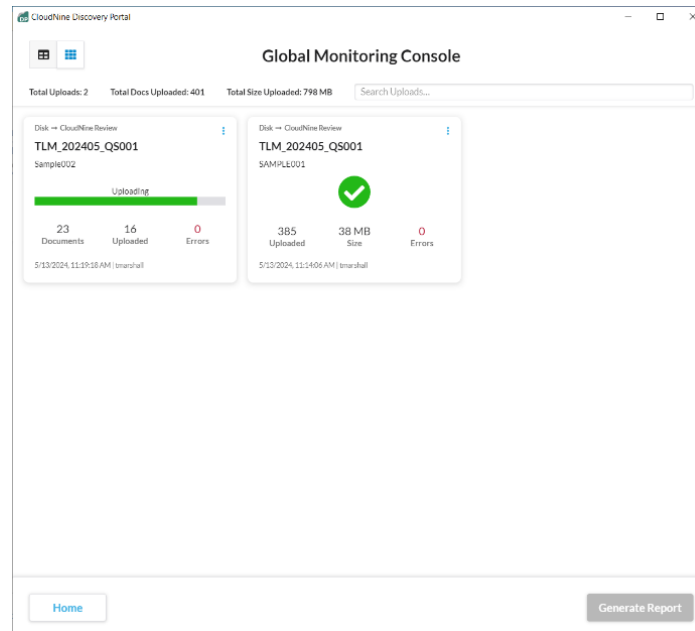 DP CloudNine Discovery Portal
Global Monitoring Console
Total Uploads: 2 Total Docs Uploaded: 401 Total Size Uploaded: 798 MB Search Uploads...
Disk → CloudNine Review
TLM_202405_QS001
Sample002
Uploading
23 16 0
Documents Uploaded Errors
5/13/2024, 11:19:18 AM | tmarshall
Disk → CloudNine Review
TLM_202405_QS001
SAMPLE001
385 38 MB 0
Uploaded Size Errors
5/13/2024, 11:14:06 AM | tmarshall
Home Generate Report